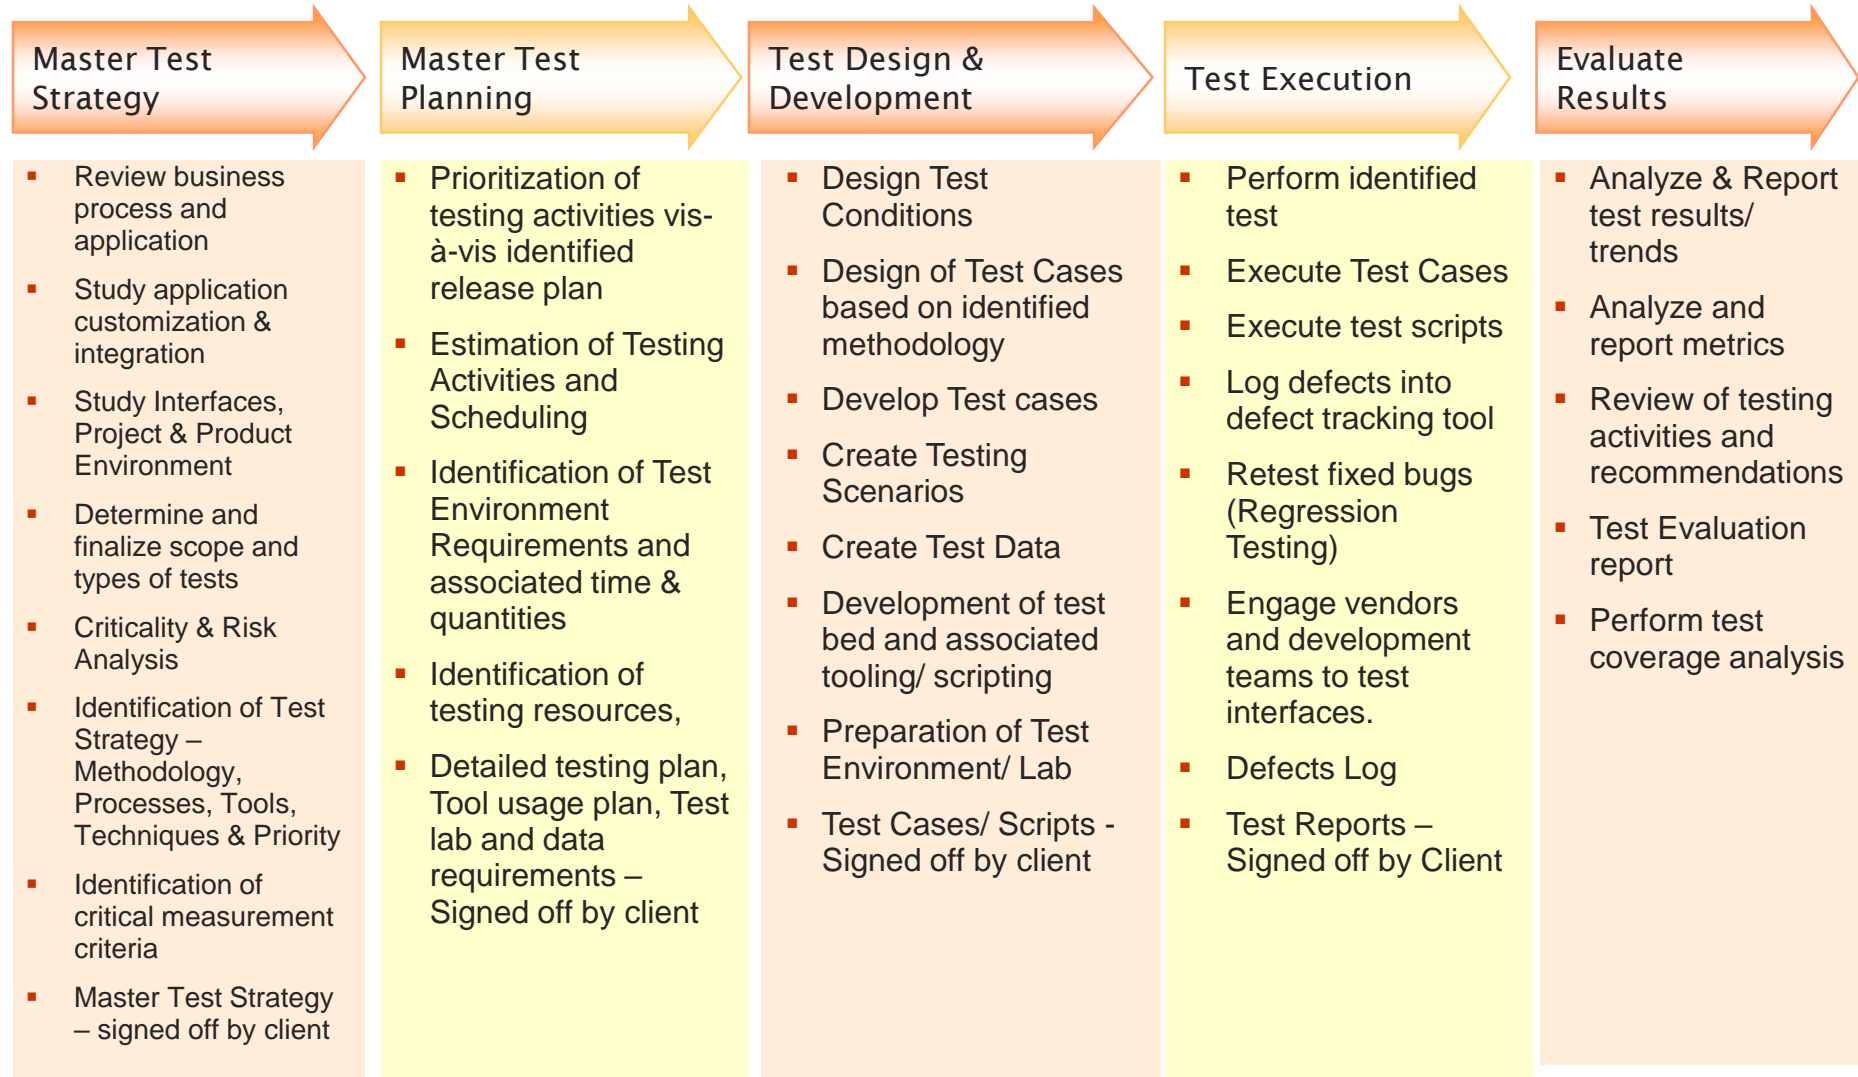 Master Test
Strategy
Master Test
Planning
Test Design &
Development
Test Execution
Evaluate
Results
Review business
process and
application
Study application
customization &
integration
Study Interfaces,
Project & Product
Environment
Determine and
finalize scope and
types of tests
Criticality & Risk
Analysis
Identification of Test
Strategy –
Methodology,
Processes, Tools,
Techniques & Priority
Identification of
critical measurement
criteria
Master Test Strategy
– signed off by client
Prioritization of
testing activities vis-
à-vis identified
release plan
Estimation of Testing
Activities and
Scheduling
Identification of Test
Environment
Requirements and
associated time &
quantities
Identification of
testing resources,
Detailed testing plan,
Tool usage plan, Test
lab and data
requirements –
Signed off by client
Design Test
Conditions
Design of Test Cases
based on identified
methodology
Develop Test cases
Create Testing
Scenarios
Create Test Data
Development of test
bed and associated
tooling/ scripting
Preparation of Test
Environment/ Lab
Test Cases/ Scripts -
Signed off by client
Perform identified
test
Execute Test Cases
Execute test scripts
Log defects into
defect tracking tool
Retest fixed bugs
(Regression
Testing)
Engage vendors
and development
teams to test
interfaces.
Defects Log
Test Reports –
Signed off by Client
Analyze & Report
test results/
trends
Analyze and
report metrics
Review of testing
activities and
recommendations
Test Evaluation
report
Perform test
coverage analysis